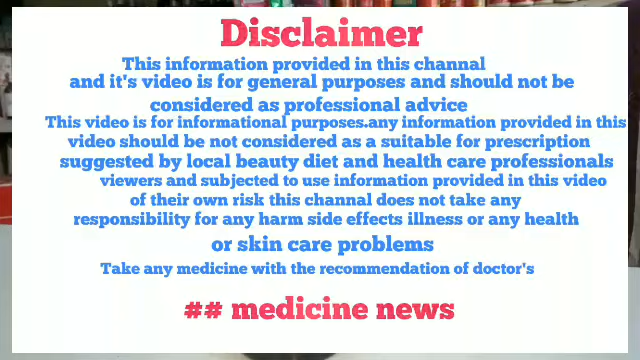 Disclaimer
This information provided in this channal
and it's video is for general purposes and should not be
considered as professional advice
This video is for informational purposes.any information provided in this
video should be not considered as a suitable for prescription
suggested by local beauty diet and health care professionals
viewers and subjected to use information provided in this video
of their own risk this channal does not take any
responsibility for any harm side effects illness or any health
or skin care problems
Take any medicine with the recommendation of doctor's
## medicine news